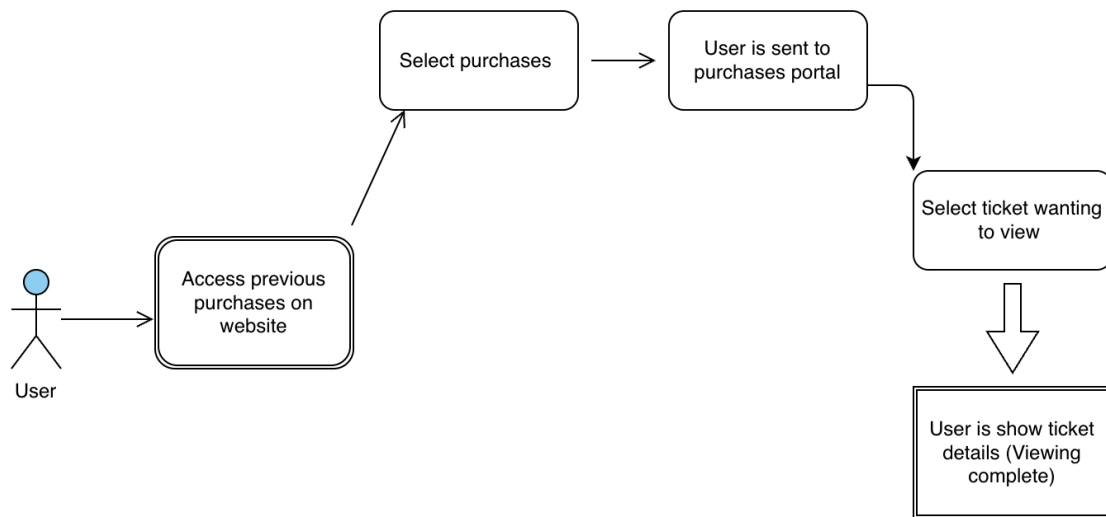 Select purchases
User is sent to
purchases portal
Select ticket wanting
to view
Access previous
purchases on
website
User
User is show ticket
details (Viewing
complete)